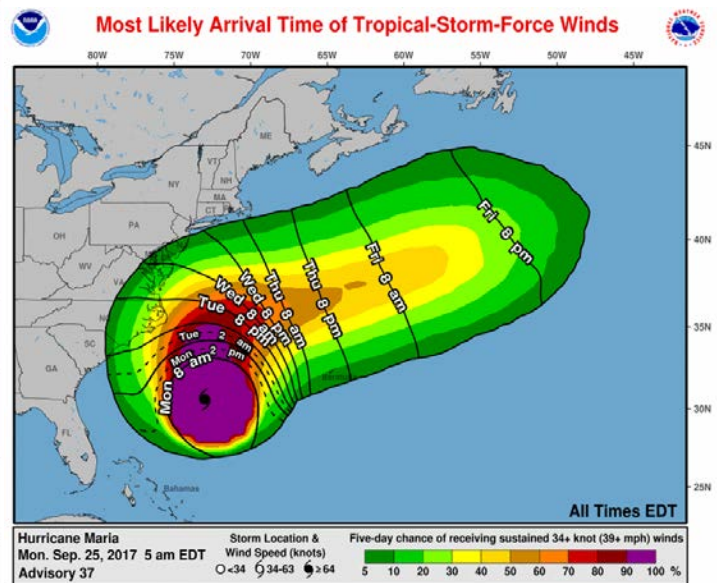 NOAA
Most Likely Arrival Time of Tropical-Storm-Force Winds
80W 75W 70W 65W 60W 55W 50W 45W
45N
40N
35N
30N
25N
ME
VT
NH
NY
MA
CT
PA
OH
WV
VA
SC
GA
FL
Bahamas
Mon 8 am
Mon 2 pm
Tue 2 am
Tue 8 pm
Wed 8 am
Wed 8 pm
Thu 8 am
Thu 8 pm
Fri 8 am
Fri 8 pm
All Times EDT
Hurricane Maria
Mon. Sep. 25, 2017 5 am EDT
Advisory 37
Storm Location &
Wind Speed (knots)
<34 34-63 ≥64
Five-day chance of receiving sustained 34+ knot (39+ mph) winds
5 10 20 30 40 50 60 70 80 90 100 %